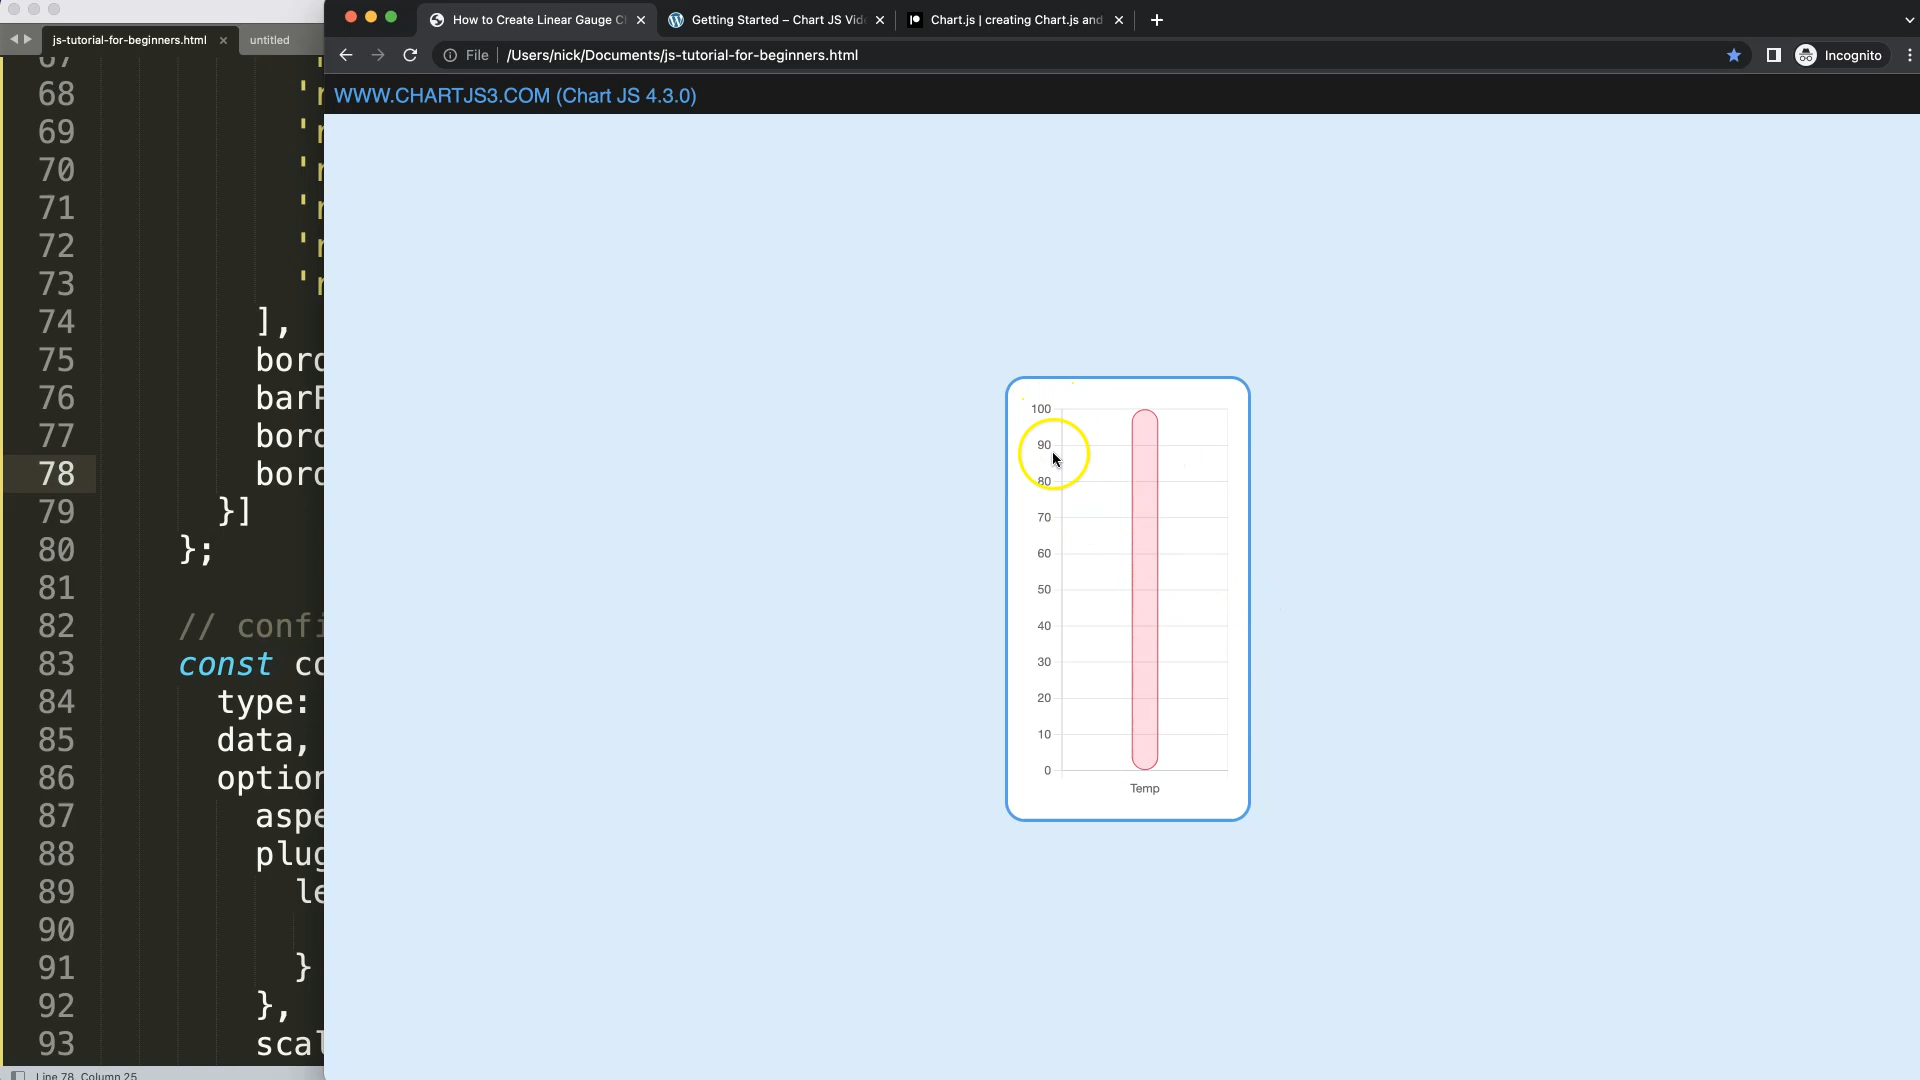 js-tutorial-for-beginners.html
untitled
How to Create Linear Gauge C
Getting Started – Chart JS Vid
Chart.js | creating Chart.js and
File
/Users/nick/Documents/js-tutorial-for-beginners.html
Incognito
WWW.CHARTJS3.COM (Chart JS 4.3.0)
67
68 'r
69 'r
70 'r
71 'r
72 'r
73 'r
74 ],
75 bord
76 barP
77 bord
78 bord
79 }]
80 };
81
82 // confi
83 const co
84 type:
85 data,
86 option
87 aspe
88 plug
89 le
90
91 }
92 },
93 scal
100
90
80
70
60
50
40
30
20
10
0
Temp
Line 78, Column 25